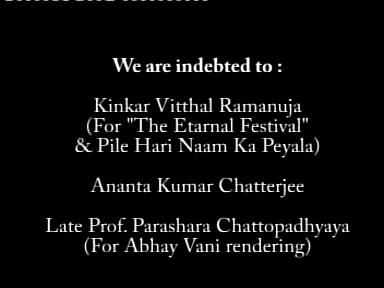 We are indebted to :
Kinkar Vitthal Ramanuja
(For "The Etarnal Festival"
& Pile Hari Naam Ka Peyala)
Ananta Kumar Chatterjee
Late Prof. Parashara Chattopadhyaya
(For Abhay Vani rendering)